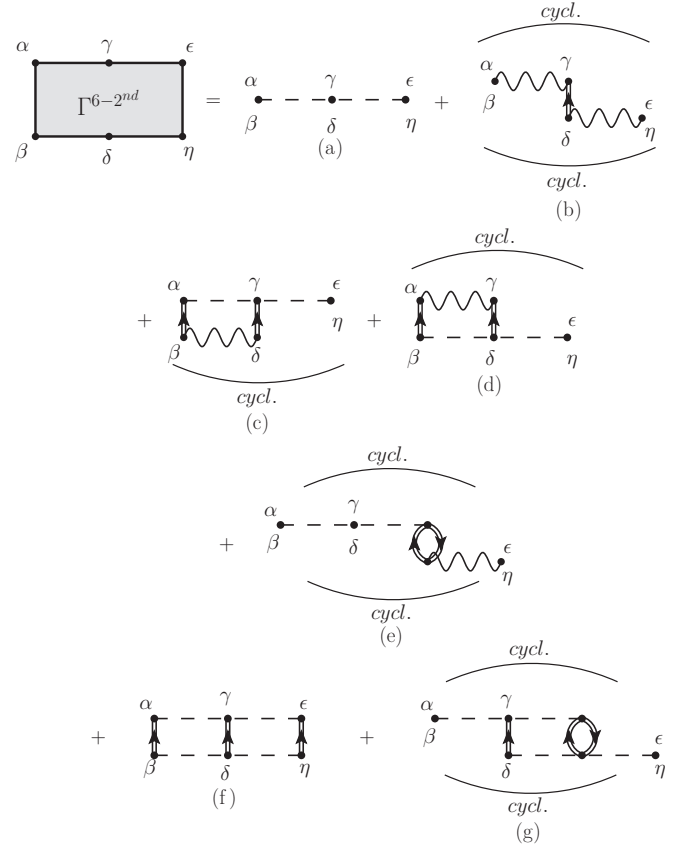 cycl.
α γ ϵ
Γ^{6−2^{nd}}
β δ η
=
α γ ϵ
β δ η
(a)
+
α γ
β ϵ
δ η
cycl.
(b)
cycl.
+
α γ ϵ
β δ η
cycl.
(c)
+
α γ
β δ ϵ
η
(d)
cycl.
+
α γ
β δ ϵ
η
cycl.
(e)
+
α γ ϵ
β δ η
(f)
cycl.
+
α γ
β δ ϵ
η
cycl.
(g)